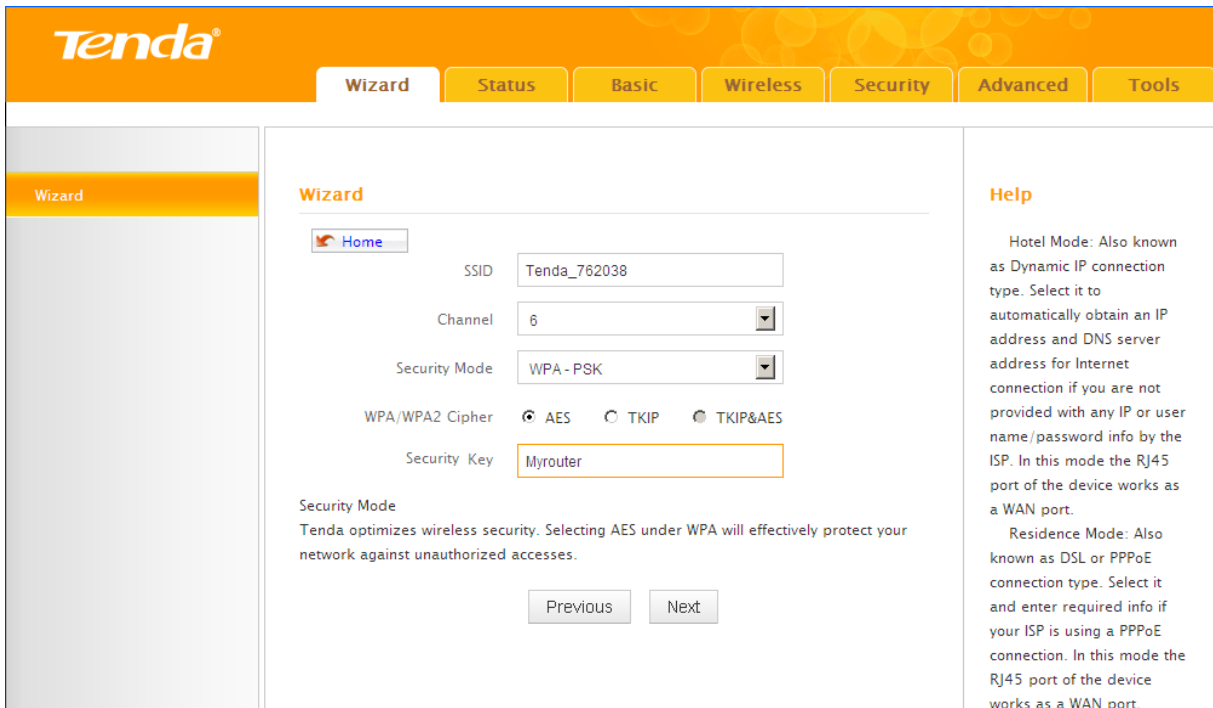 Tenda®
Wizard
Status
Basic
Wireless
Security
Advanced
Tools
Wizard
Wizard
Home
SSID
Tenda_762038
Channel
6
Security Mode
WPA - PSK
WPA/WPA2 Cipher
AES
TKIP
TKIP&AES
Security Key
Myrouter
Security Mode
Tenda optimizes wireless security. Selecting AES under WPA will effectively protect your
network against unauthorized accesses.
Previous
Next
Help
Hotel Mode: Also known
as Dynamic IP connection
type. Select it to
automatically obtain an IP
address and DNS server
address for Internet
connection if you are not
provided with any IP or user
name/password info by the
ISP. In this mode the RJ45
port of the device works as
a WAN port.
Residence Mode: Also
known as DSL or PPPoE
connection type. Select it
and enter required info if
your ISP is using a PPPoE
connection. In this mode the
RJ45 port of the device
works as a WAN port.